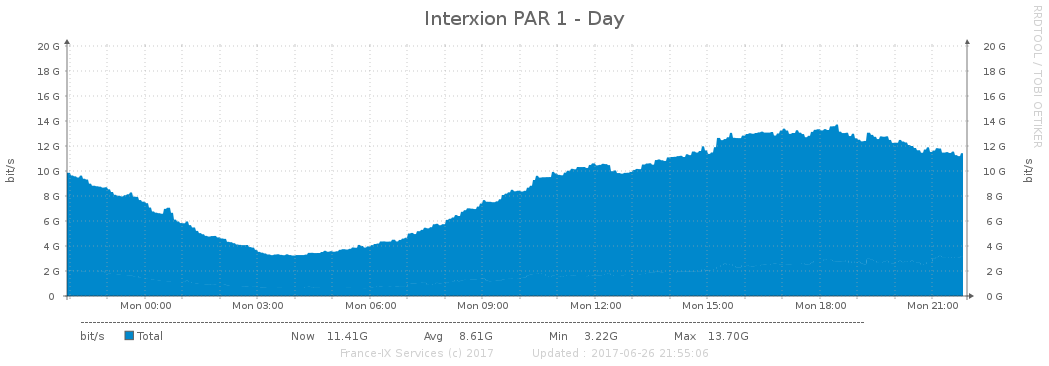 Interxion PAR 1 - Day
RRDTOOL / TOBI OETIKER
bit/s
bit/s
20 G 20 G
18 G 18 G
16 G 16 G
14 G 14 G
12 G 12 G
10 G 10 G
8 G 8 G
6 G 6 G
4 G 4 G
2 G 2 G
0 0 G
Mon 00:00 Mon 03:00 Mon 06:00 Mon 09:00 Mon 12:00 Mon 15:00 Mon 18:00 Mon 21:00
bit/s Total Now 11.41G Avg 8.61G Min 3.22G Max 13.70G
France-IX Services (c) 2017 Updated : 2017-06-26 21:55:06